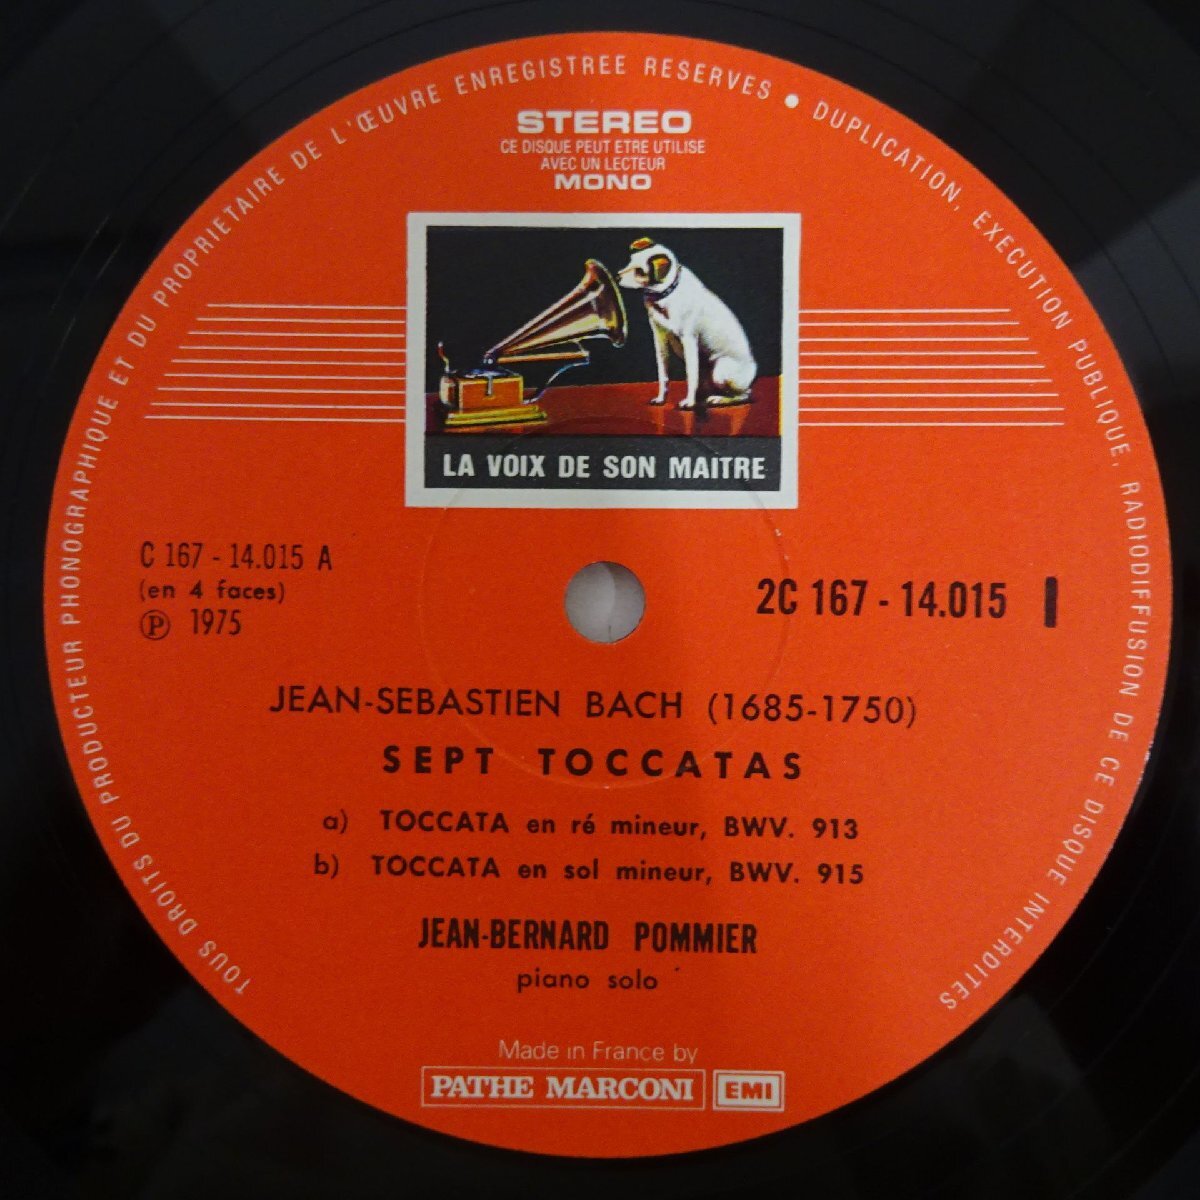 TOUS DROITS DU PRODUCTEUR PHONOGRAPHIQUE ET DU PROPRIETAIRE DE L'ŒUVRE ENREGISTREE RESERVES • DUPLICATION, EXECUTION PUBLIQUE, RADIODIFFUSION DE CE DISQUE INTERDITES
STEREO
CE DISQUE PEUT ETRE UTILISE
AVEC UN LECTEUR
MONO
LA VOIX DE SON MAITRE
C 167 - 14.015 A
(en 4 faces)
Ⓟ 1975
2C 167 - 14.015 I
JEAN-SEBASTIEN BACH (1685-1750)
SEPT TOCCATAS
a) TOCCATA en ré mineur, BWV. 913
b) TOCCATA en sol mineur, BWV. 915
JEAN-BERNARD POMMIER
piano solo
Made in France by
PATHE MARCONI EMI